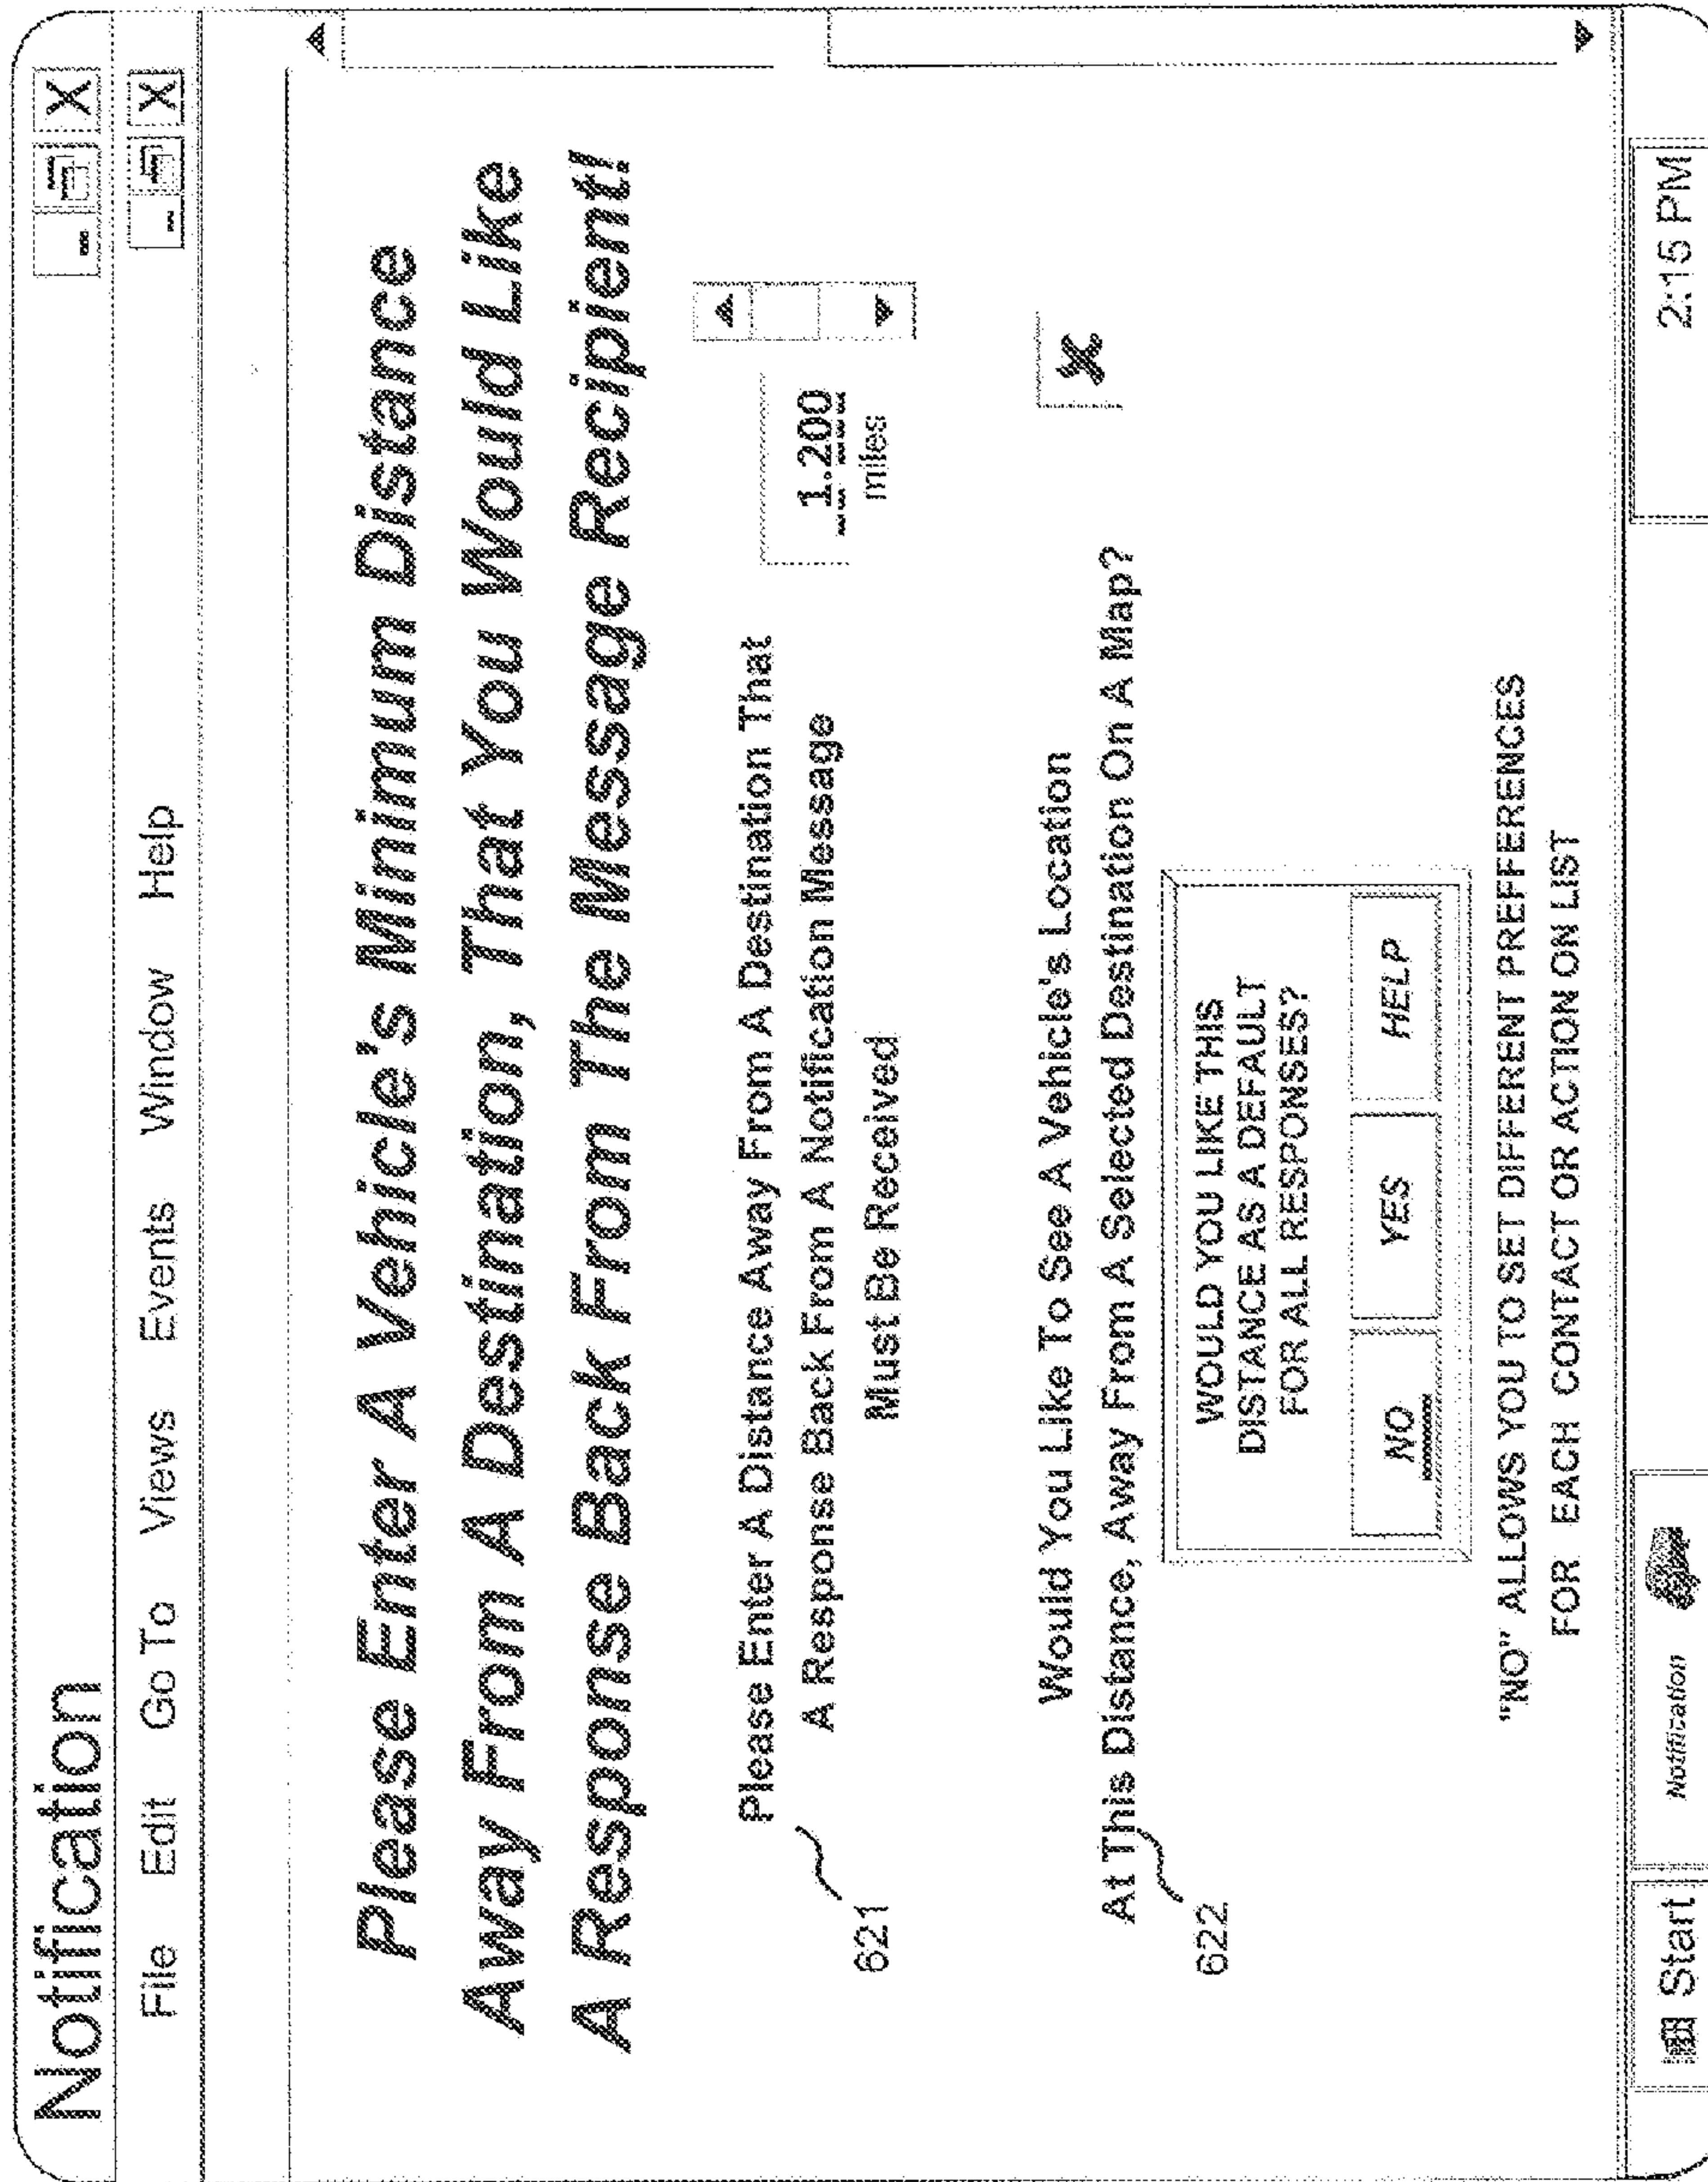 Notification
File Edit Go To Views Events Window Help
Please Enter A Vehicle's Minimum Distance
Away From A Destination, That You Would Like
A Response Back From The Message Recipient!
Please Enter A Distance Away From A Destination That
A Response Back From A Notification Message
Must Be Received
1.200
miles
621
Would You Like To See A Vehicle's Location
At This Distance, Away From A Selected Destination On A Map?
X
622
WOULD YOU LIKE THIS
DISTANCE AS A DEFAULT
FOR ALL RESPONSES?
NO YES HELP
"NO" ALLOWS YOU TO SET DIFFERENT PREFFERENCES
FOR EACH CONTACT OR ACTION ON LIST
Start Notification 2:15 PM